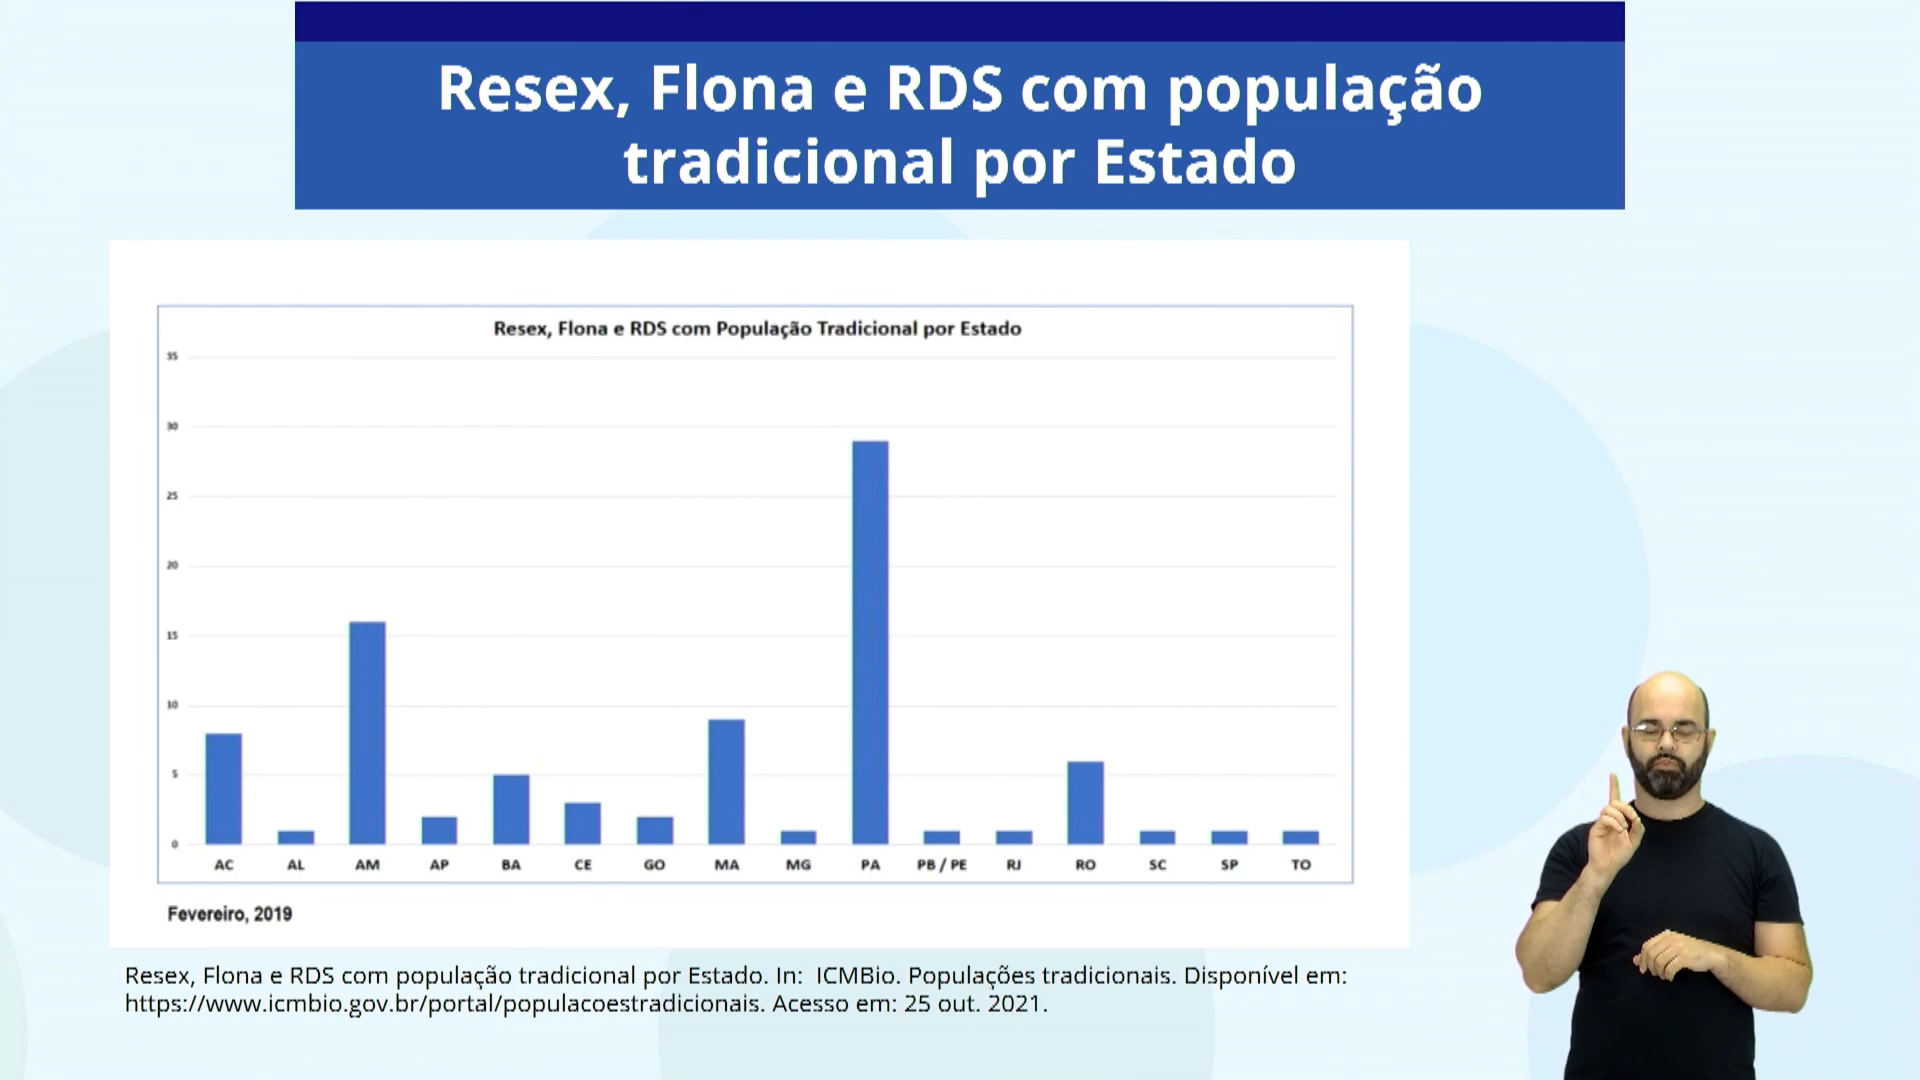 Resex, Flona e RDS com população
tradicional por Estado
Resex, Flona e RDS com População Tradicional por Estado
35
30
25
20
15
10
5
0
AC AL AM AP BA CE GO MA MG PA PB / PE RJ RO SC SP TO
Fevereiro, 2019
Resex, Flona e RDS com população tradicional por Estado. In:  ICMBio. Populações tradicionais. Disponível em:
https://www.icmbio.gov.br/portal/populacoestradicionais. Acesso em: 25 out. 2021.